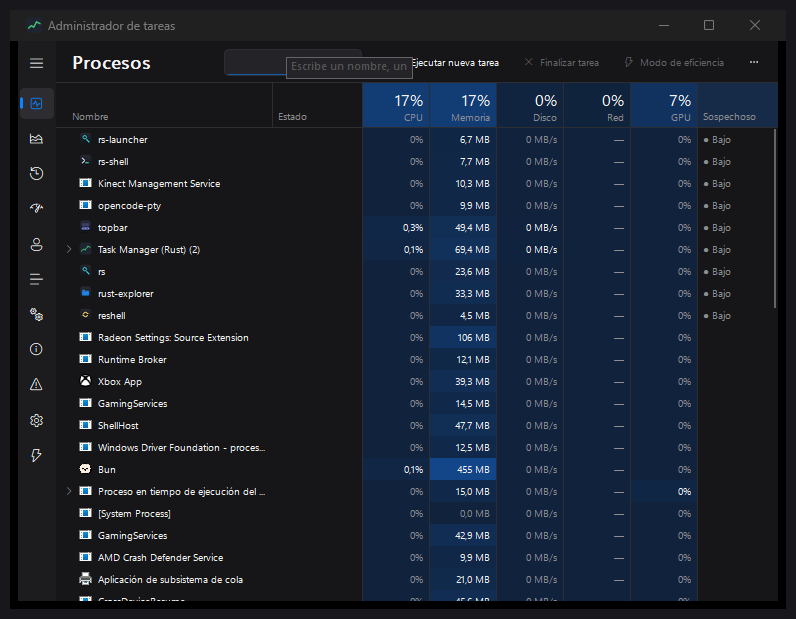 Administrador de tareas
Procesos
Escribe un nombre, un
Ejecutar nueva tarea
Finalizar tarea
Modo de eficiencia
17% 17% 0% 0% 7%
Nombre Estado CPU Memoria Disco Red GPU Sospechoso
rs-launcher 0% 6,7 MB 0 MB/s — 0% Bajo
rs-shell 0% 7,7 MB 0 MB/s — 0% Bajo
Kinect Management Service 0% 10,3 MB 0 MB/s — 0% Bajo
opencode-pty 0% 9,9 MB 0 MB/s — 0% Bajo
topbar 0,3% 49,4 MB 0 MB/s — 0% Bajo
Task Manager (Rust) (2) 0,1% 69,4 MB 0 MB/s — 0% Bajo
rs 0% 23,6 MB 0 MB/s — 0% Bajo
rust-explorer 0% 33,3 MB 0 MB/s — 0% Bajo
reshell 0% 4,5 MB 0 MB/s — 0% Bajo
Radeon Settings: Source Extension 0% 106 MB 0 MB/s — 0%
Runtime Broker 0% 12,1 MB 0 MB/s — 0%
Xbox App 0% 39,3 MB 0 MB/s — 0%
GamingServices 0% 14,5 MB 0 MB/s — 0%
ShellHost 0% 47,7 MB 0 MB/s — 0%
Windows Driver Foundation - proces... 0% 12,5 MB 0 MB/s — 0%
Bun 0,1% 455 MB 0 MB/s — 0%
Proceso en tiempo de ejecución del ... 0% 15,0 MB 0 MB/s — 0%
[System Process] 0% 0,0 MB 0 MB/s — 0%
GamingServices 0% 42,9 MB 0 MB/s — 0%
AMD Crash Defender Service 0% 9,9 MB 0 MB/s — 0%
Aplicación de subsistema de cola 0% 21,0 MB 0 MB/s — 0%